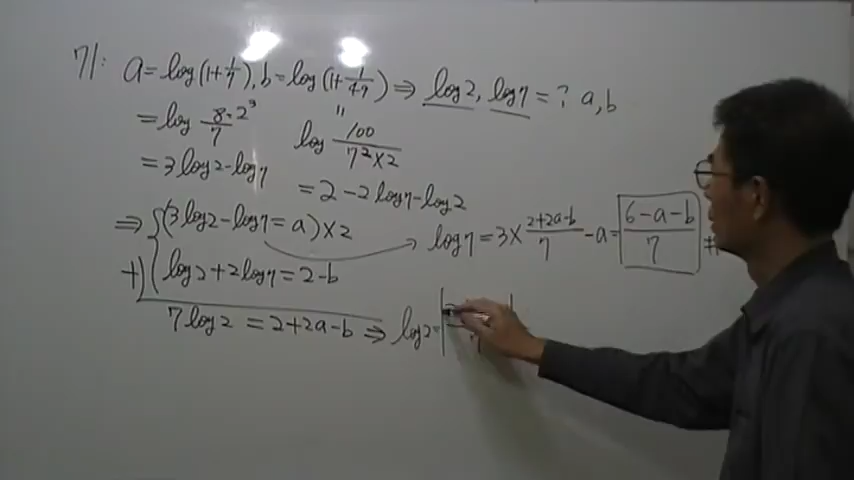 71: a = log(1+1/7), b = log(1+1/49) ⇒ log2, log7 = ? a, b
= log 8=2³/7
" log 100/7²×2
= 3log2 - log7
= 2 - 2log7 - log2
⇒ (3log2 - log7 = a)×2
+) log2 + 2log7 = 2-b
7log2 = 2+2a-b ⇒ log2 =
→ log7 = 3× 2+2a-b/7 - a = 6-a-b/7 #